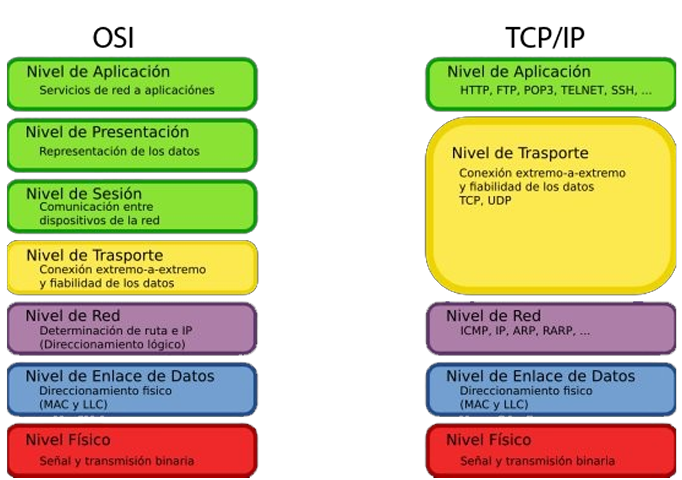 OSI
Nivel de Aplicación
Servicios de red a aplicaciónes
Nivel de Presentación
Representación de los datos
Nivel de Sesión
Comunicación entre
dispositivos de la red
Nivel de Trasporte
Conexión extremo-a-extremo
y fiabilidad de los datos
Nivel de Red
Determinación de ruta e IP
(Direccionamiento lógico)
Nivel de Enlace de Datos
Direccionamiento fisico
(MAC y LLC)
Nivel Físico
Señal y transmisión binaria
TCP/IP
Nivel de Aplicación
HTTP, FTP, POP3, TELNET, SSH, ...
Nivel de Trasporte
Conexión extremo-a-extremo
y fiabilidad de los datos
TCP, UDP
Nivel de Red
ICMP, IP, ARP, RARP, ...
Nivel de Enlace de Datos
Direccionamiento fisico
(MAC y LLC)
Nivel Físico
Señal y transmisión binaria